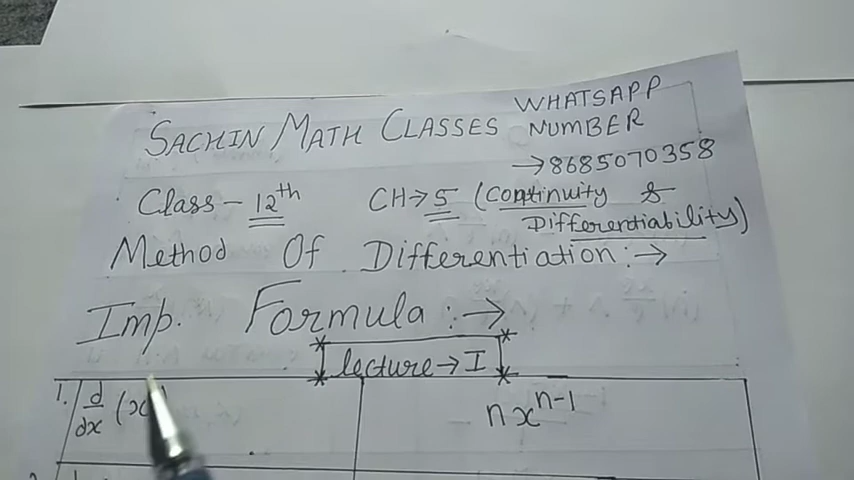 SACHIN MATH CLASSES WHATSAPP NUMBER
→8685070358
Class - 12th CH→5 (Continuity & Differentiability)
Method Of Differentiation :→
Imp. Formula :→
lecture → I
1. d/dx (x nx^n-1